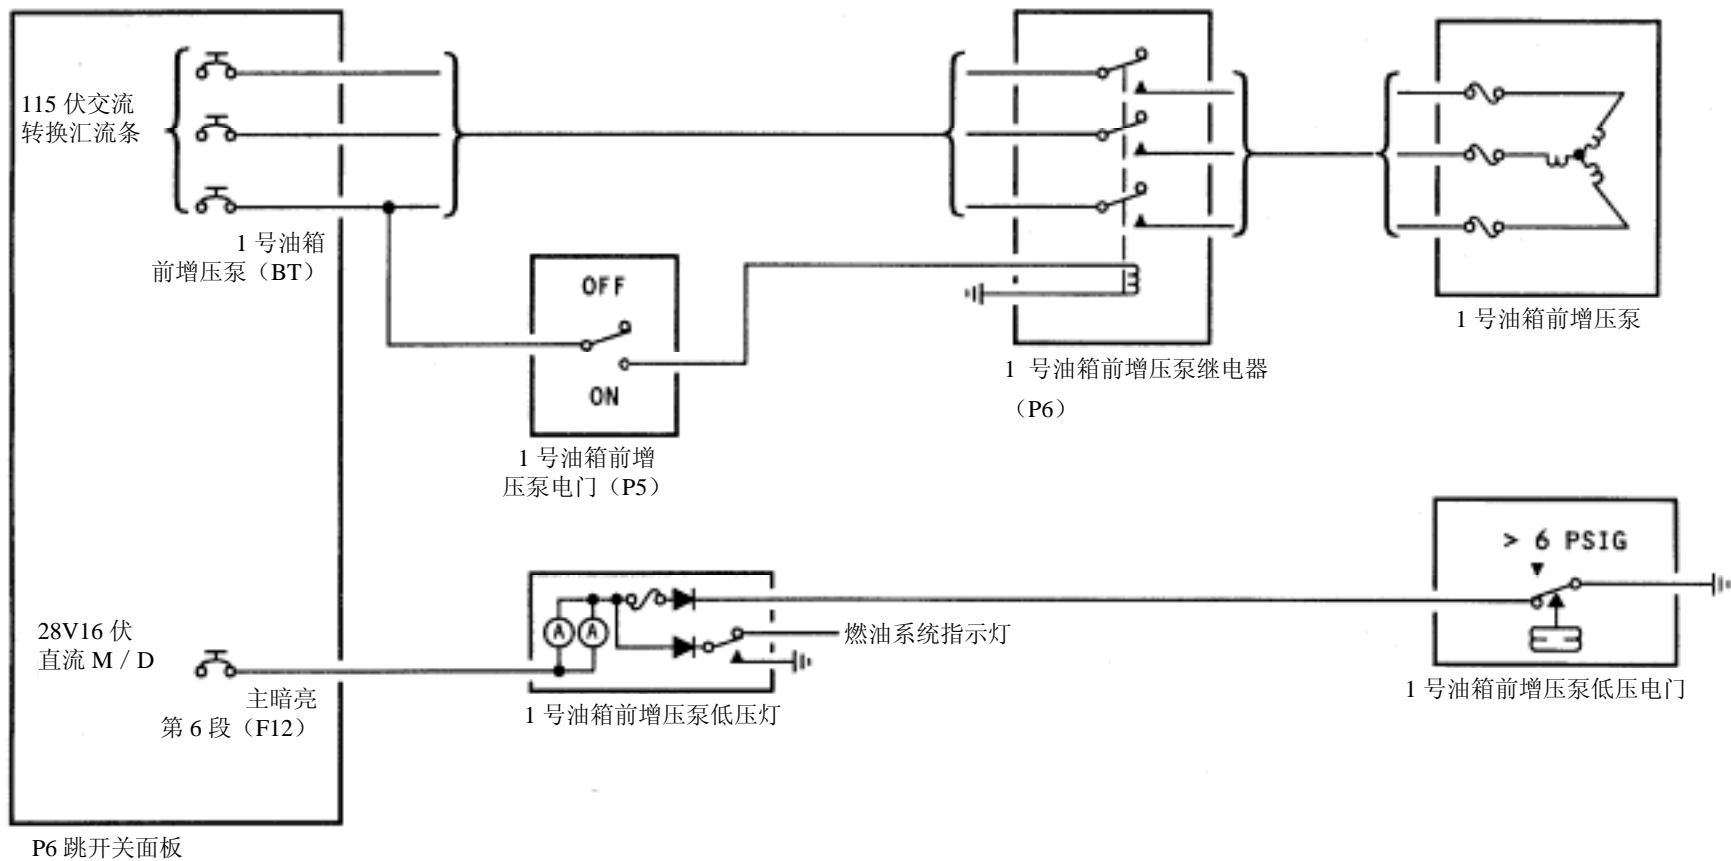 115 伏交流
转换汇流条
1 号油箱
前增压泵（BT）
OFF
ON
1 号油箱前增
压泵电门（P5）
1 号油箱前增压泵继电器
（P6）
1 号油箱前增压泵
28V16 伏
直流 M / D
主暗亮
第 6 段（F12）
A A
燃油系统指示灯
1 号油箱前增压泵低压灯
> 6 PSIG
1 号油箱前增压泵低压电门
P6 跳开关面板